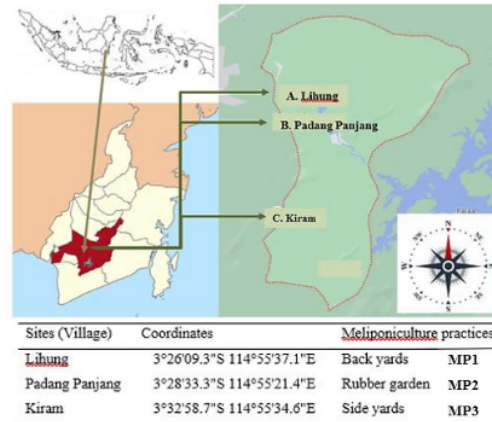 A. Lihung
B. Padang Panjang
C. Kiram
N
W
E
S
Sites (Village) Coordinates Meliponiculture practices
Lihung 3°26'09.3"S 114°55'37.1"E Back yards MP1
Padang Panjang 3°28'33.3"S 114°55'21.4"E Rubber garden MP2
Kiram 3°32'58.7"S 114°55'34.6"E Side yards MP3